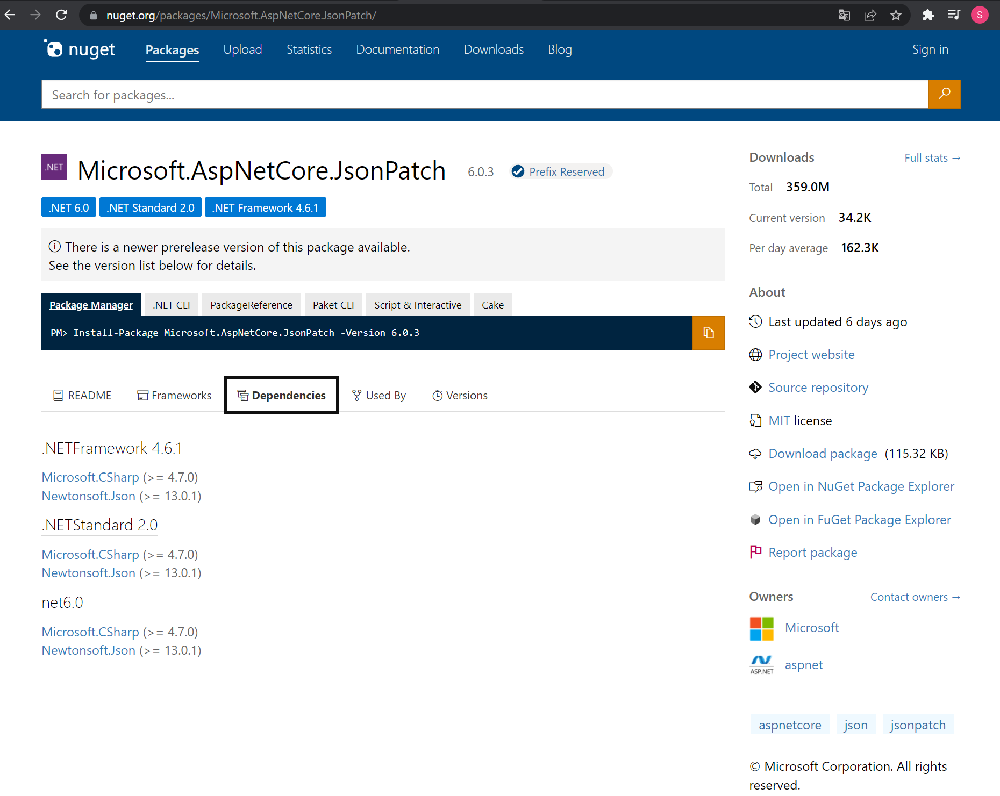 nuget.org/packages/Microsoft.AspNetCore.JsonPatch/
S
nuget
Packages
Upload
Statistics
Documentation
Downloads
Blog
Sign in
Search for packages...
.NET
Microsoft.AspNetCore.JsonPatch 6.0.3 Prefix Reserved
.NET 6.0 .NET Standard 2.0 .NET Framework 4.6.1
There is a newer prerelease version of this package available.
See the version list below for details.
Package Manager .NET CLI PackageReference Paket CLI Script & Interactive Cake
PM> Install-Package Microsoft.AspNetCore.JsonPatch -Version 6.0.3
README Frameworks Dependencies Used By Versions
.NETFramework 4.6.1
Microsoft.CSharp (>= 4.7.0)
Newtonsoft.Json (>= 13.0.1)
.NETStandard 2.0
Microsoft.CSharp (>= 4.7.0)
Newtonsoft.Json (>= 13.0.1)
net6.0
Microsoft.CSharp (>= 4.7.0)
Newtonsoft.Json (>= 13.0.1)
Downloads Full stats →
Total 359.0M
Current version 34.2K
Per day average 162.3K
About
Last updated 6 days ago
Project website
Source repository
MIT license
Download package (115.32 KB)
Open in NuGet Package Explorer
Open in FuGet Package Explorer
Report package
Owners Contact owners →
Microsoft
ASP.NET
aspnet
aspnetcore json jsonpatch
© Microsoft Corporation. All rights
reserved.